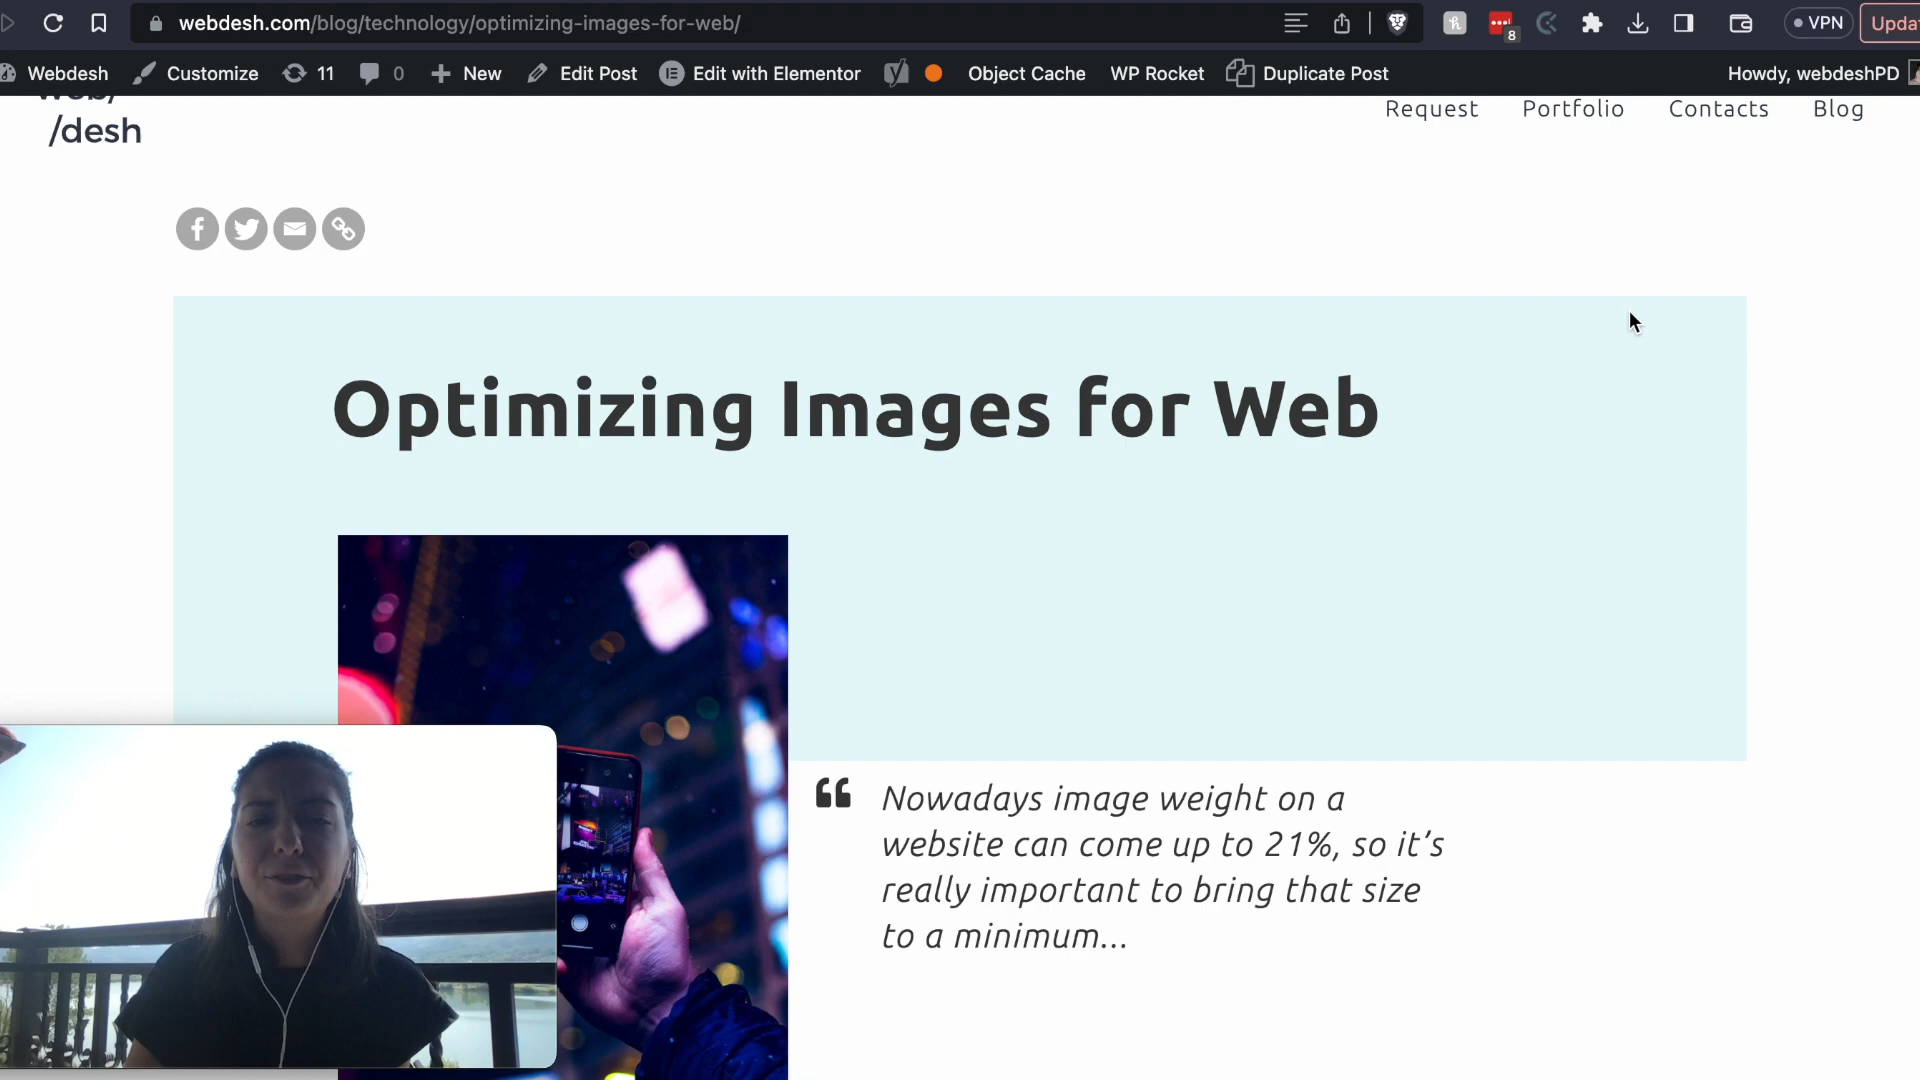 webdesh.com/blog/technology/optimizing-images-for-web/
8
VPN
Webdesh
Customize
11
0
New
Edit Post
Edit with Elementor
Object Cache
WP Rocket
Duplicate Post
Howdy, webdeshPD
web/
/desh
Request
Portfolio
Contacts
Blog
Optimizing Images for Web
Nowadays image weight on a
website can come up to 21%, so it's
really important to bring that size
to a minimum...